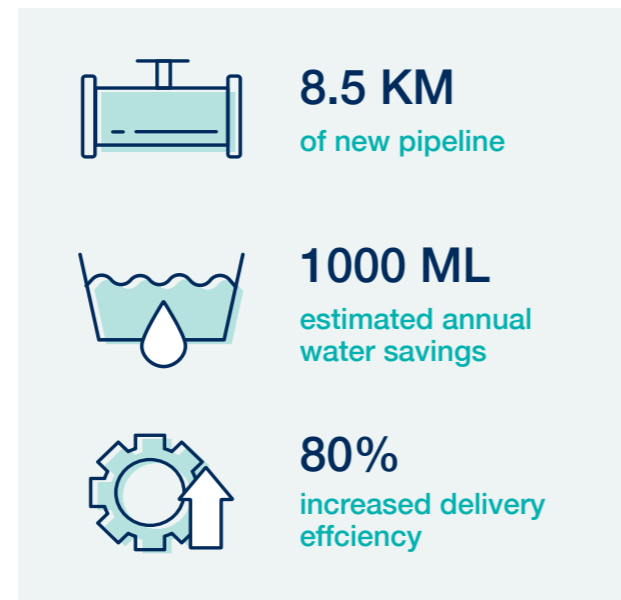 8.5 KM
of new pipeline
1000 ML
estimated annual
water savings
80%
increased delivery
effciency